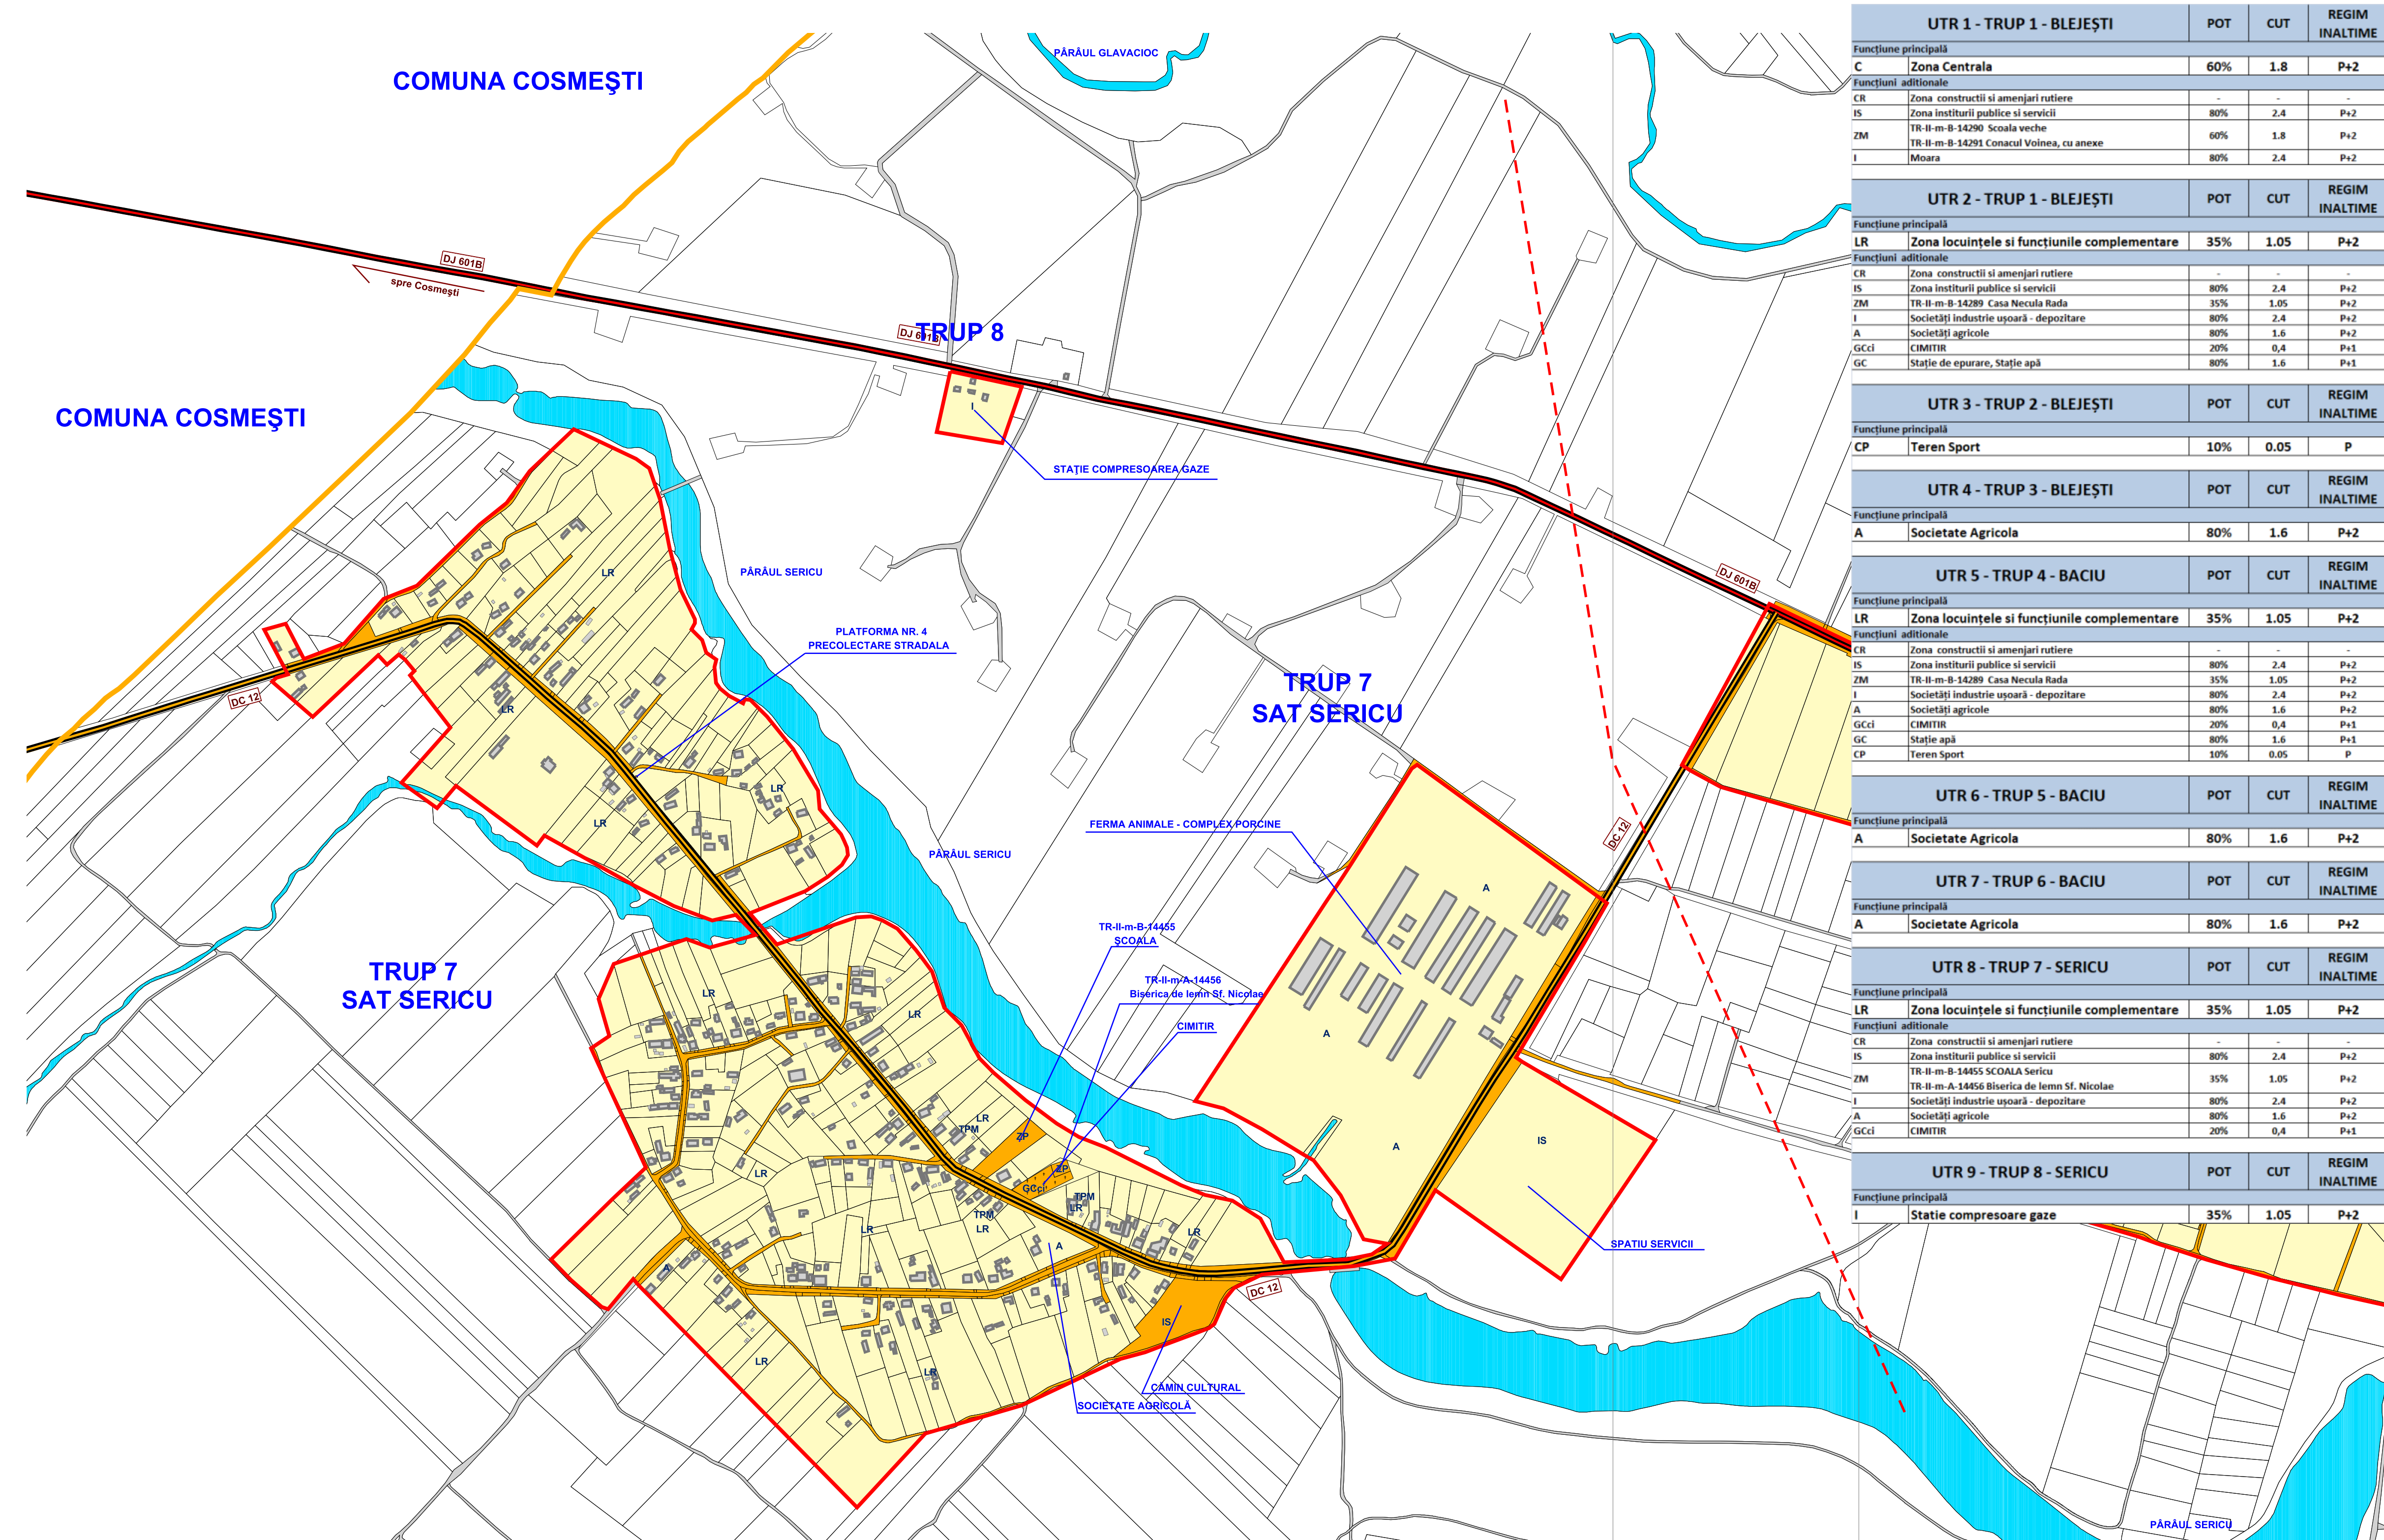 COMUNA COSMEŞTI
PÂRÂUL GLAVACIOC
DJ 601B
spre Cosmeşti
DJ 601B
TRUP 8
COMUNA COSMEŞTI
I
STAŢIE COMPRESOAREA GAZE
LR
PÂRÂUL SERICU
DJ 601B
PLATFORMA NR. 4
PRECOLECTARE STRADALA
DC 12
LR
TRUP 7
SAT SERICU
LR
LR
FERMA ANIMALE - COMPLEX PORCINE
DC 12
PÂRÂUL SERICU
A
TR-II-m-B-14455
ŞCOALA
TRUP 7
SAT SERICU
TR-II-m-A-14456
Biserica de lemn Sf. Nicolae
LR
LR
CIMITIR
A
LR
TPM
ZP
IS
A
LR
ZP
GCci
TPM
LR
TPM
LR
LR
LR
A
SPATIU SERVICII
A
DC 12
IS
LR
LR
CĂMIN CULTURAL
SOCIETATE AGRICOLĂ
PÂRÂUL SERICU
UTR 1 - TRUP 1 - BLEJEȘTI POT CUT REGIM INALTIME
Funcțiune principală
C Zona Centrala 60% 1.8 P+2
Funcțiuni aditionale
CR Zona constructii si amenjari rutiere - - -
IS Zona institurii publice si servicii 80% 2.4 P+2
ZM TR-II-m-B-14290 Scoala veche
TR-II-m-B-14291 Conacul Voinea, cu anexe 60% 1.8 P+2
I Moara 80% 2.4 P+2
UTR 2 - TRUP 1 - BLEJEȘTI POT CUT REGIM INALTIME
Funcțiune principală
LR Zona locuințele si funcțiunile complementare 35% 1.05 P+2
Funcțiuni aditionale
CR Zona constructii si amenjari rutiere - - -
IS Zona institurii publice si servicii 80% 2.4 P+2
ZM TR-II-m-B-14289 Casa Necula Rada 35% 1.05 P+2
I Societăți industrie ușoară - depozitare 80% 2.4 P+2
A Societăți agricole 80% 1.6 P+2
GCci CIMITIR 20% 0,4 P+1
GC Stație de epurare, Stație apă 80% 1.6 P+1
UTR 3 - TRUP 2 - BLEJEȘTI POT CUT REGIM INALTIME
Funcțiune principală
CP Teren Sport 10% 0.05 P
UTR 4 - TRUP 3 - BLEJEȘTI POT CUT REGIM INALTIME
Funcțiune principală
A Societate Agricola 80% 1.6 P+2
UTR 5 - TRUP 4 - BACIU POT CUT REGIM INALTIME
Funcțiune principală
LR Zona locuințele si funcțiunile complementare 35% 1.05 P+2
Funcțiuni aditionale
CR Zona constructii si amenjari rutiere - - -
IS Zona institurii publice si servicii 80% 2.4 P+2
ZM TR-II-m-B-14289 Casa Necula Rada 35% 1.05 P+2
I Societăți industrie ușoară - depozitare 80% 2.4 P+2
A Societăți agricole 80% 1.6 P+2
GCci CIMITIR 20% 0,4 P+1
GC Stație apă 80% 1.6 P+1
CP Teren Sport 10% 0.05 P
UTR 6 - TRUP 5 - BACIU POT CUT REGIM INALTIME
Funcțiune principală
A Societate Agricola 80% 1.6 P+2
UTR 7 - TRUP 6 - BACIU POT CUT REGIM INALTIME
Funcțiune principală
A Societate Agricola 80% 1.6 P+2
UTR 8 - TRUP 7 - SERICU POT CUT REGIM INALTIME
Funcțiune principală
LR Zona locuințele si funcțiunile complementare 35% 1.05 P+2
Funcțiuni aditionale
CR Zona constructii si amenjari rutiere - - -
IS Zona institurii publice si servicii 80% 2.4 P+2
ZM TR-II-m-B-14455 SCOALA Sericu
TR-II-m-A-14456 Biserica de lemn Sf. Nicolae 35% 1.05 P+2
I Societăți industrie ușoară - depozitare 80% 2.4 P+2
A Societăți agricole 80% 1.6 P+2
GCci CIMITIR 20% 0,4 P+1
UTR 9 - TRUP 8 - SERICU POT CUT REGIM INALTIME
Funcțiune principală
I Statie compresoare gaze 35% 1.05 P+2